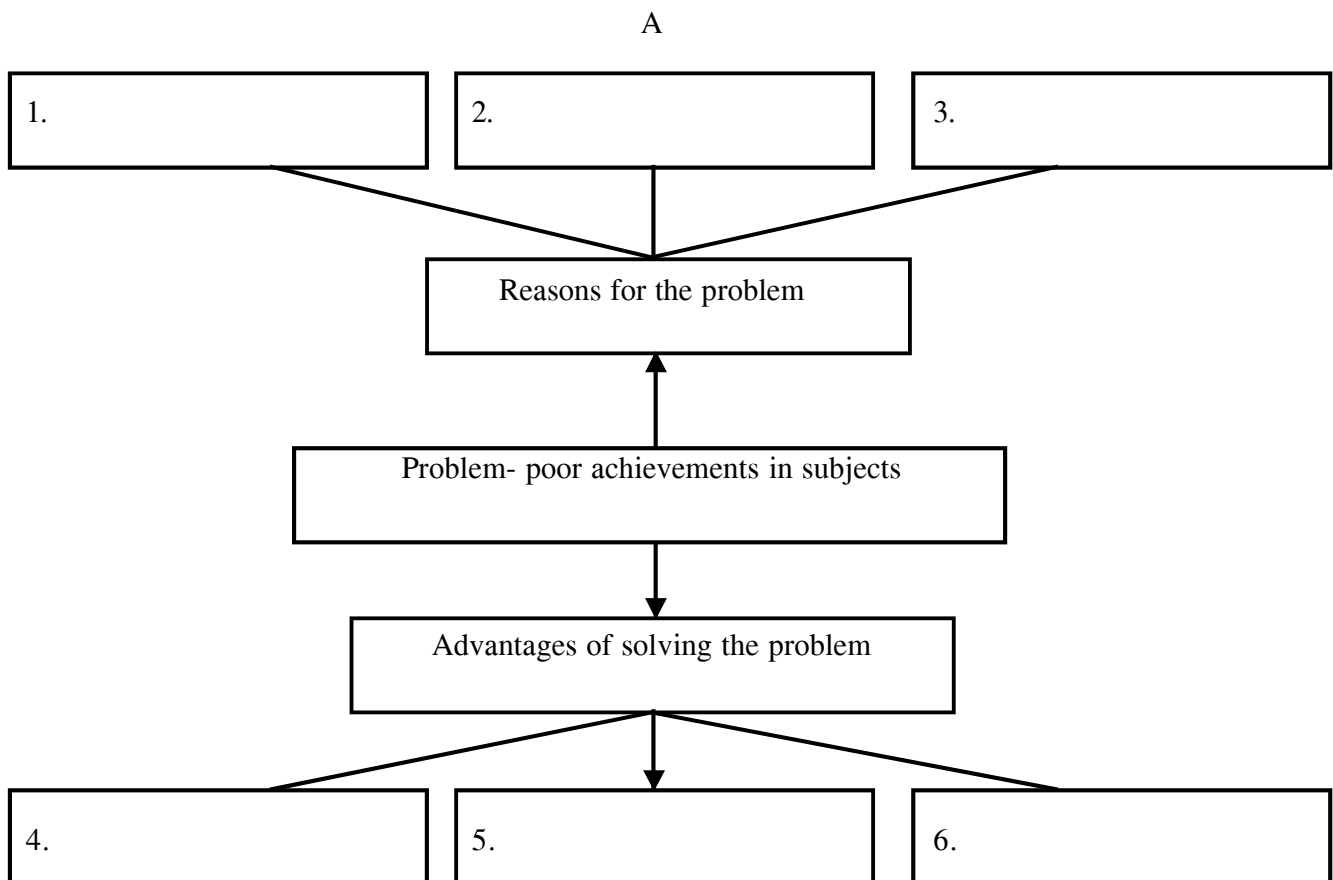 A
1.
2.
3.
Reasons for the problem
Problem- poor achievements in subjects
Advantages of solving the problem
4.
5.
6.